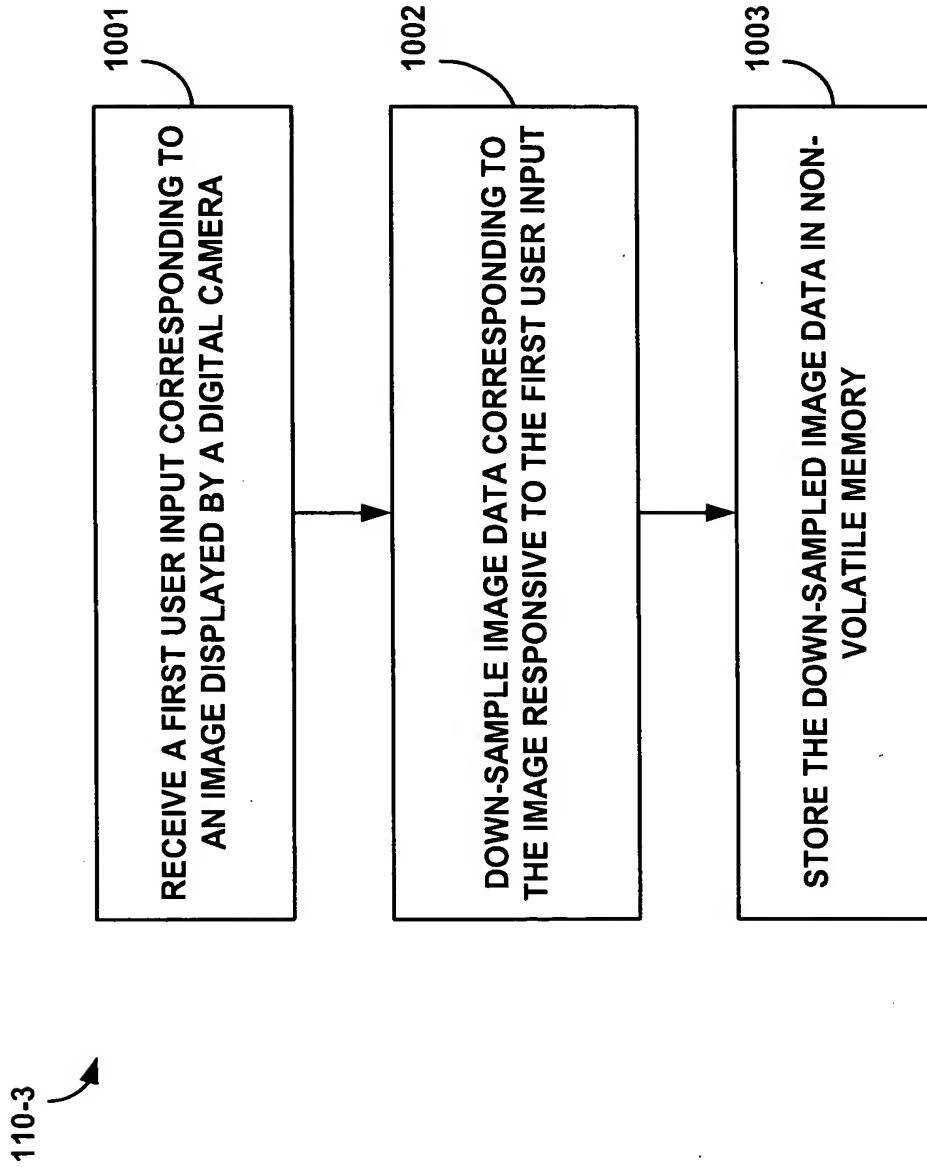 110-3
1001
RECEIVE A FIRST USER INPUT CORRESPONDING TO
AN IMAGE DISPLAYED BY A DIGITAL CAMERA
1002
DOWN-SAMPLE IMAGE DATA CORRESPONDING TO
THE IMAGE RESPONSIVE TO THE FIRST USER INPUT
1003
STORE THE DOWN-SAMPLED IMAGE DATA IN NON-
VOLATILE MEMORY